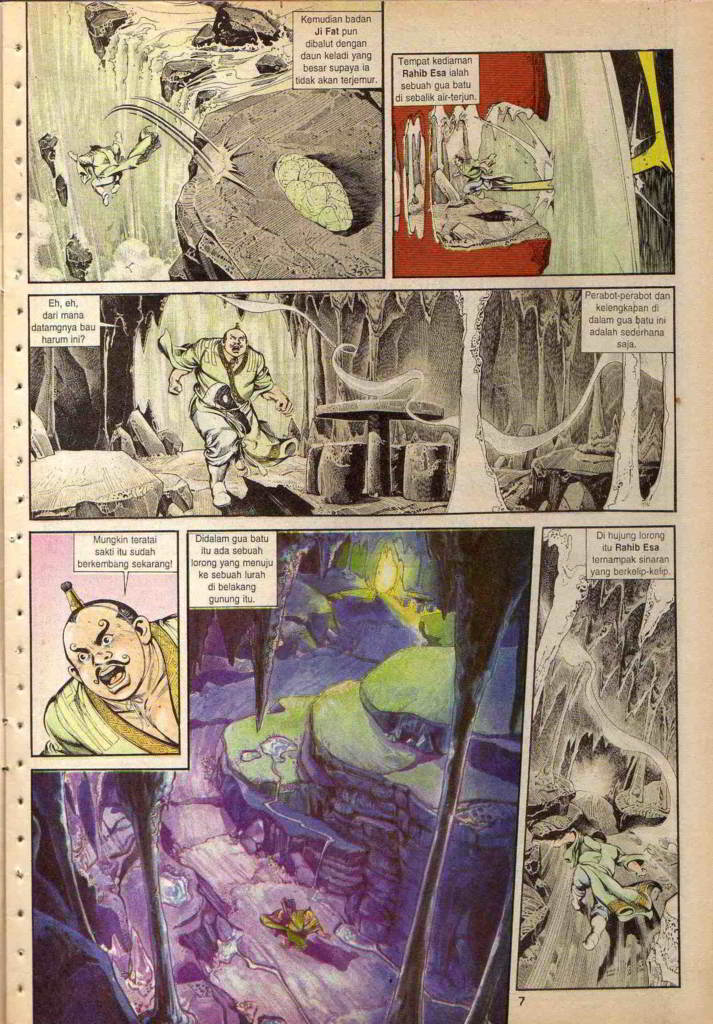 Kemudian badan
Ji Fat pun
dibalut dengan
daun keladi yang
besar supaya ia
tidak akan terjemur.
Tempat kediaman
Rahib Esa ialah
sebuah gua batu
di sebalik air-terjun.
Eh, eh,
dari mana
datamgnya bau
harum ini?
Perabot-perabot dan
kelengkapan di
dalam gua batu ini
adalah sederhana
saja.
Mungkin teratai
sakti itu sudah
berkembang sekarang!
Didalam gua batu
itu ada sebuah
lorong yang menuju
ke sebuah lurah
di belakang
gunung itu.
Di hujung lorong
itu Rahib Esa
ternampak sinaran
yang berkelip-kelip.
7